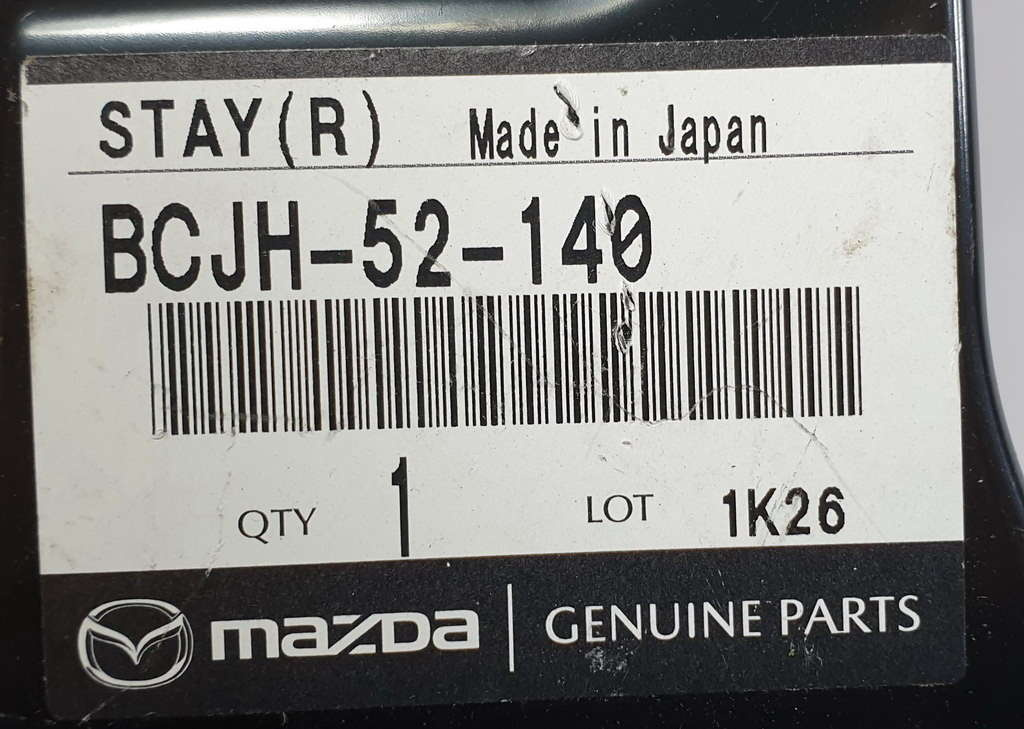 STAY(R) Made in Japan
BCJH-52-140
QTY 1 LOT 1K26
mazda GENUINE PARTS